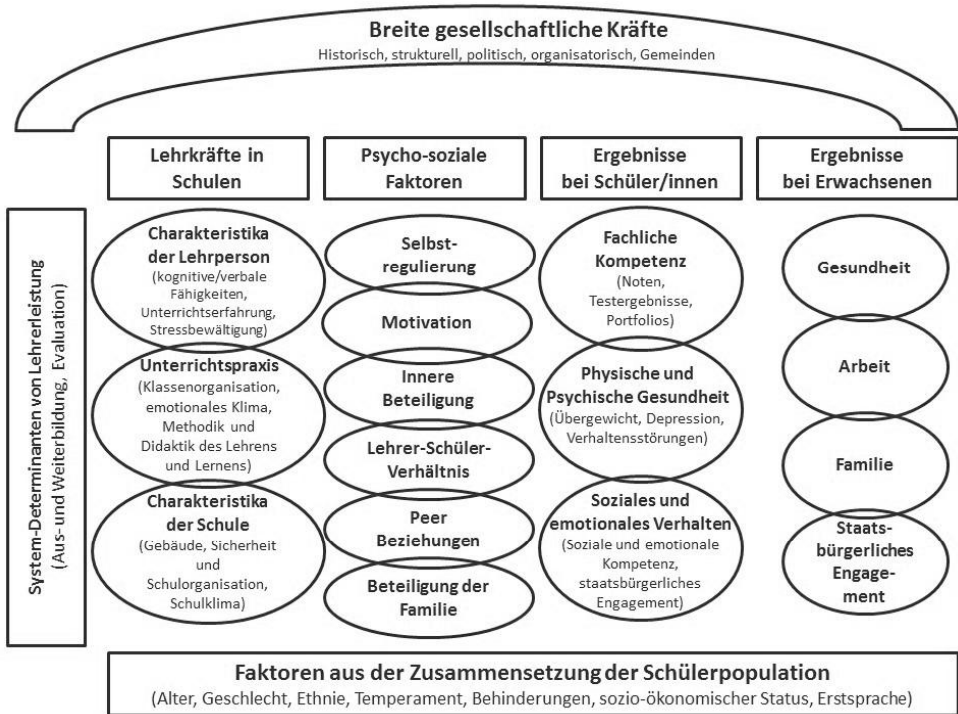 Breite gesellschaftliche Kräfte
Historisch, strukturell, politisch, organisatorisch, Gemeinden
Lehrkräfte in
Schulen
Psycho-soziale
Faktoren
Ergebnisse
bei Schüler/innen
Ergebnisse
bei Erwachsenen
System-Determinanten von Lehrerleistung
(Aus- und Weiterbildung, Evaluation)
Charakteristika
der Lehrperson
(kognitive/verbale
Fähigkeiten,
Unterrichtserfahrung,
Stressbewältigung)
Unterrichtspraxis
(Klassenorganisation,
emotionales Klima,
Methodik und
Didaktik des Lehrens
und Lernens)
Charakteristika
der Schule
(Gebäude, Sicherheit
und
Schulorganisation,
Schulklima)
Selbst-
regulierung
Motivation
Innere
Beteiligung
Lehrer-Schüler-
Verhältnis
Peer
Beziehungen
Beteiligung der
Familie
Fachliche
Kompetenz
(Noten,
Testergebnisse,
Portfolios)
Physische und
Psychische Gesundheit
(Übergewicht, Depression,
Verhaltensstörungen)
Soziales und
emotionales Verhalten
(Soziale und emotionale
Kompetenz,
staatsbürgerliches
Engagement)
Gesundheit
Arbeit
Familie
Staats-
bürgerliches
Engage-
ment
Faktoren aus der Zusammensetzung der Schülerpopulation
(Alter, Geschlecht, Ethnie, Temperament, Behinderungen, sozio-ökonomischer Status, Erstsprache)